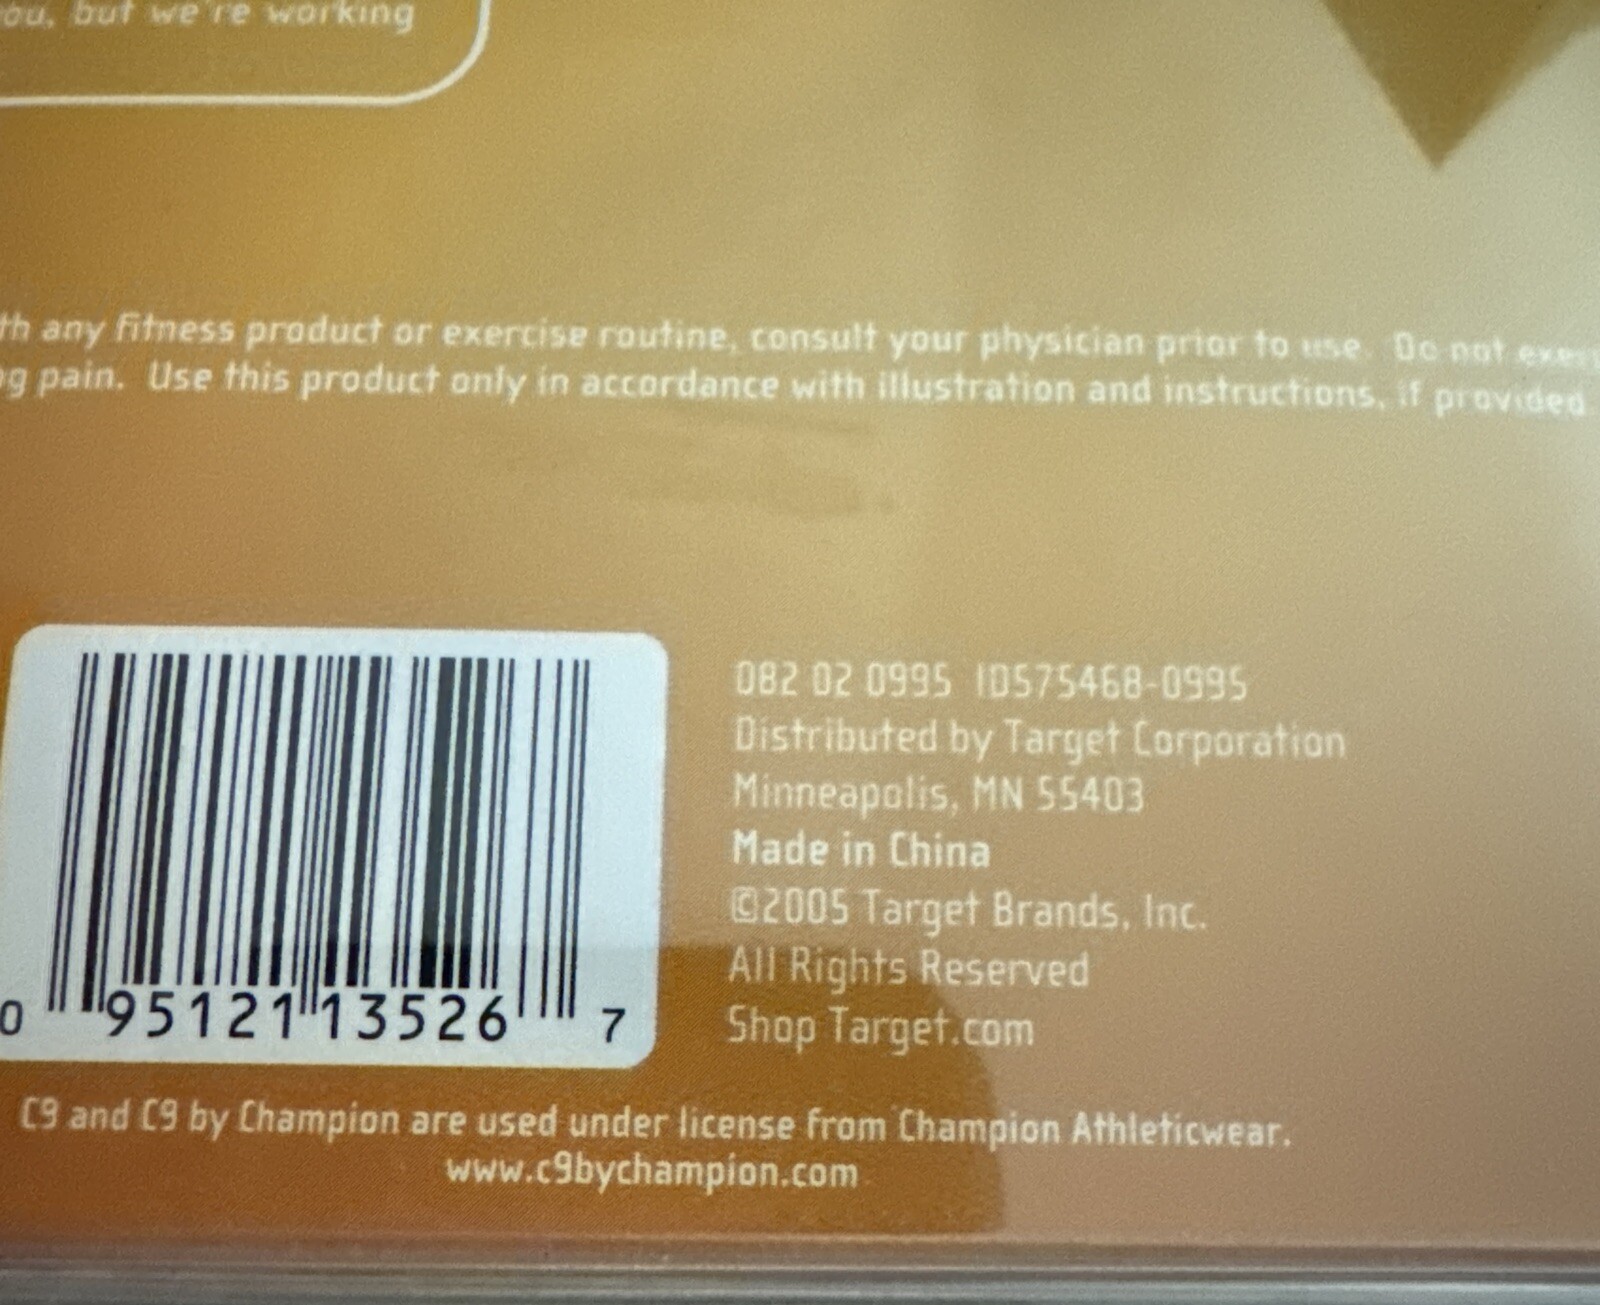 ou, but we're working
th any fitness product or exercise routine, consult your physician prior to use. Do not exer
ng pain. Use this product only in accordance with illustration and instructions, if provided
0 95121 13526 7
082 02 0995 ID575468-0995
Distributed by Target Corporation
Minneapolis, MN 55403
Made in China
©2005 Target Brands, Inc.
All Rights Reserved
Shop Target.com
C9 and C9 by Champion are used under license from Champion Athleticwear.
www.c9bychampion.com